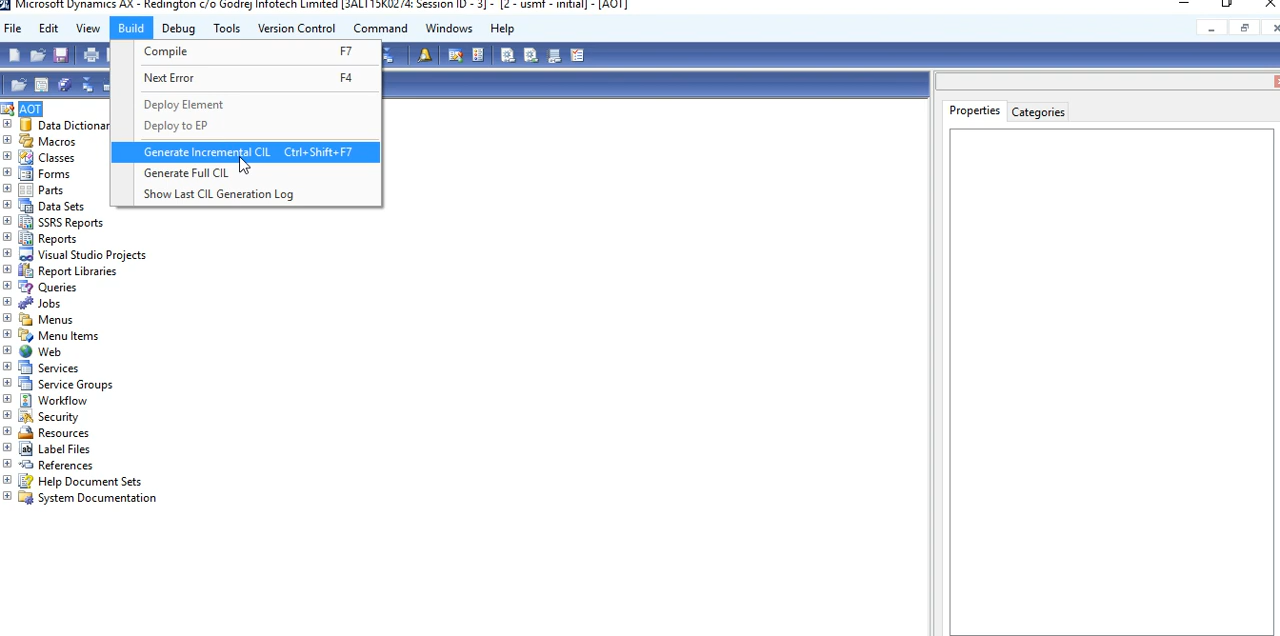 Microsoft Dynamics AX - Redington c/o Godrej Infotech Limited [3ALT15K0274: Session ID - 3] - [2 - usmf - initial] - [AOT]
File Edit View Build Debug Tools Version Control Command Windows Help
Compile F7
Next Error F4
Deploy Element
Deploy to EP
Generate Incremental CIL Ctrl+Shift+F7
Generate Full CIL
Show Last CIL Generation Log
AOT
Data Dictionar
Macros
Classes
Forms
Parts
Data Sets
SSRS Reports
Reports
Visual Studio Projects
Report Libraries
Queries
Jobs
Menus
Menu Items
Web
Services
Service Groups
Workflow
Security
Resources
Label Files
References
Help Document Sets
System Documentation
Properties Categories